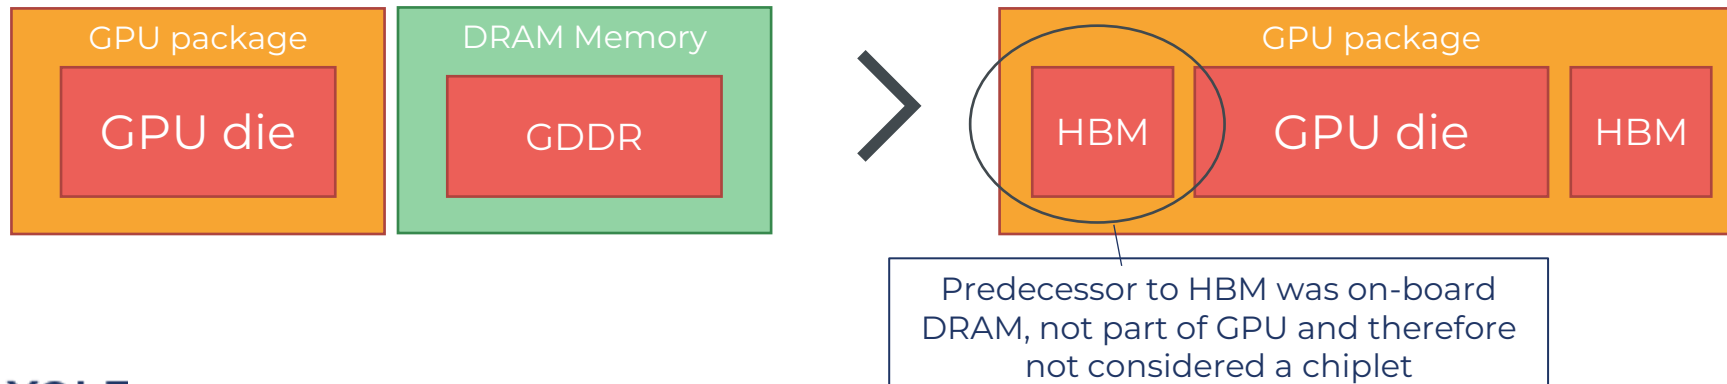 GPU package
GPU die
DRAM Memory
GDDR
GPU package
HBM
GPU die
HBM
Predecessor to HBM was on-board
DRAM, not part of GPU and therefore
not considered a chiplet